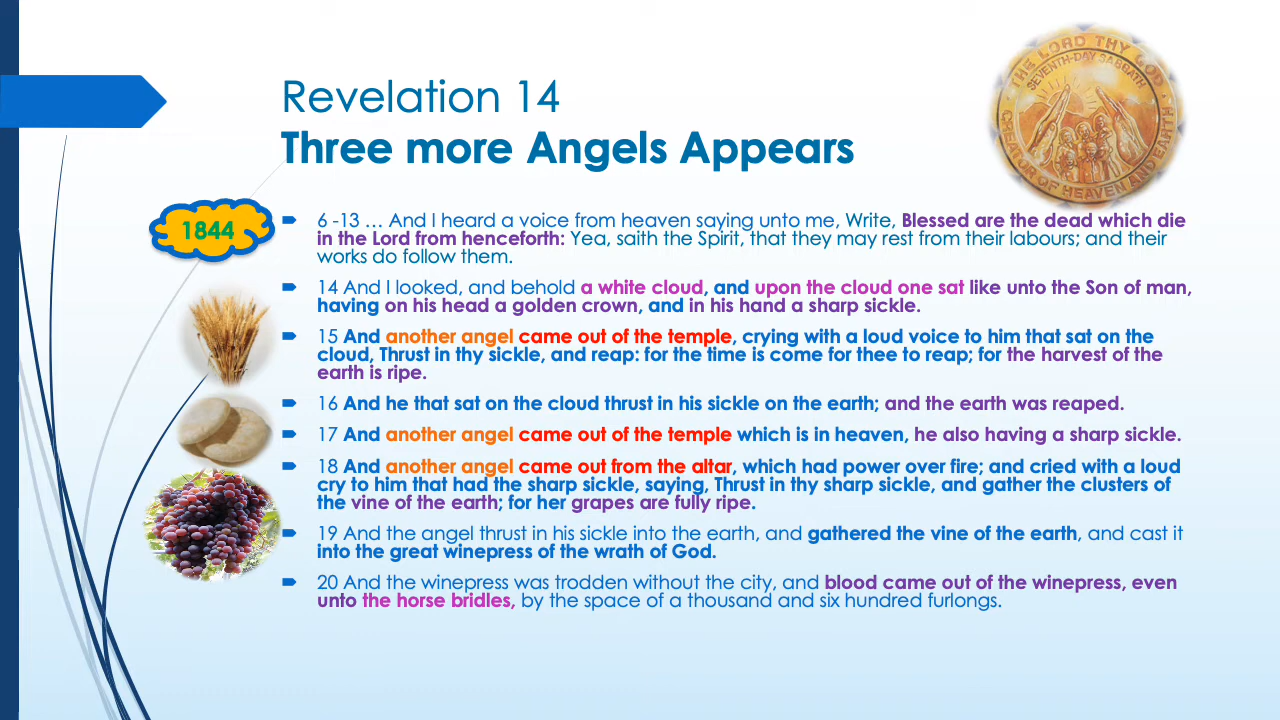 Revelation 14
Three more Angels Appears
THE LORD THY GOD
SEVENTH-DAY SABBATH
CREATOR OF HEAVEN AND EARTH
1844
6 -13 … And I heard a voice from heaven saying unto me, Write, Blessed are the dead which die
in the Lord from henceforth: Yea, saith the Spirit, that they may rest from their labours; and their
works do follow them.
14 And I looked, and behold a white cloud, and upon the cloud one sat like unto the Son of man,
having on his head a golden crown, and in his hand a sharp sickle.
15 And another angel came out of the temple, crying with a loud voice to him that sat on the
cloud, Thrust in thy sickle, and reap: for the time is come for thee to reap; for the harvest of the
earth is ripe.
16 And he that sat on the cloud thrust in his sickle on the earth; and the earth was reaped.
17 And another angel came out of the temple which is in heaven, he also having a sharp sickle.
18 And another angel came out from the altar, which had power over fire; and cried with a loud
cry to him that had the sharp sickle, saying, Thrust in thy sharp sickle, and gather the clusters of
the vine of the earth; for her grapes are fully ripe.
19 And the angel thrust in his sickle into the earth, and gathered the vine of the earth, and cast it
into the great winepress of the wrath of God.
20 And the winepress was trodden without the city, and blood came out of the winepress, even
unto the horse bridles, by the space of a thousand and six hundred furlongs.